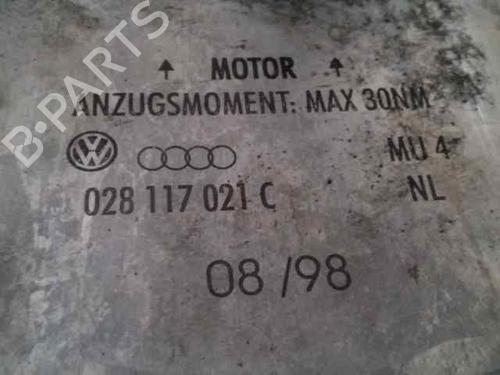 B-PARTS
↑ MOTOR ↑
ANZUGSMOMENT: MAX 30NM
MU 4
028 117 021 C NL
08/98